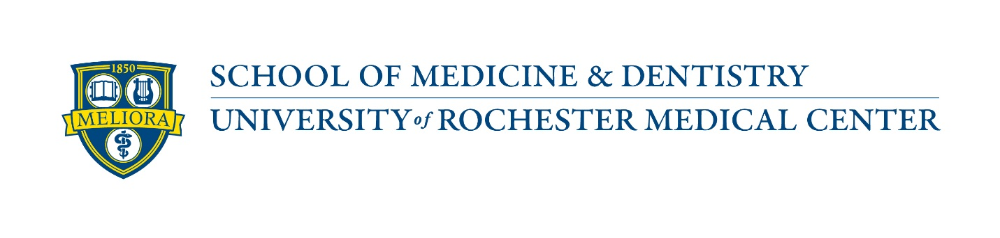 1850
MELIORA
SCHOOL OF MEDICINE & DENTISTRY
UNIVERSITY of ROCHESTER MEDICAL CENTER